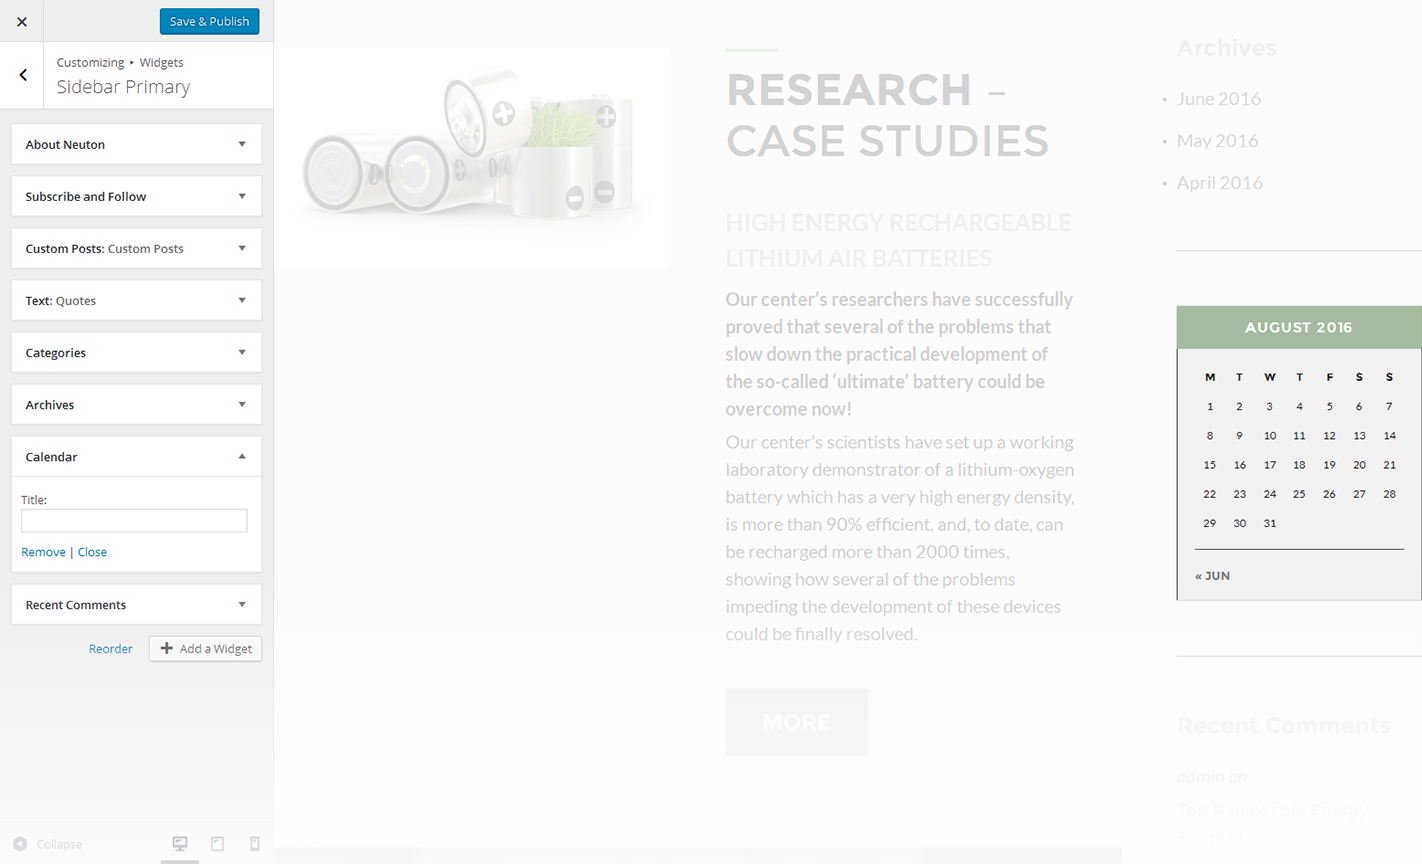 Save & Publish
Customizing ▸ Widgets
Sidebar Primary
About Neuton
Subscribe and Follow
Custom Posts: Custom Posts
Text: Quotes
Categories
Archives
Calendar
Title:
Remove | Close
Recent Comments
Reorder
Add a Widget
Collapse
RESEARCH –
CASE STUDIES
HIGH ENERGY RECHARGEABLE
LITHIUM AIR BATTERIES
Our center’s researchers have successfully
proved that several of the problems that
slow down the practical development of
the so-called ‘ultimate’ battery could be
overcome now!
Our center’s scientists have set up a working
laboratory demonstrator of a lithium-oxygen
battery which has a very high energy density,
is more than 90% efficient, and, to date, can
be recharged more than 2000 times,
showing how several of the problems
impeding the development of these devices
could be finally resolved.
MORE
Archives
• June 2016
• May 2016
• April 2016
AUGUST 2016
M T W T F S S
1 2 3 4 5 6 7
8 9 10 11 12 13 14
15 16 17 18 19 20 21
22 23 24 25 26 27 28
29 30 31
« JUN
Recent Comments
admin on
Top Renewable Energy
Sources